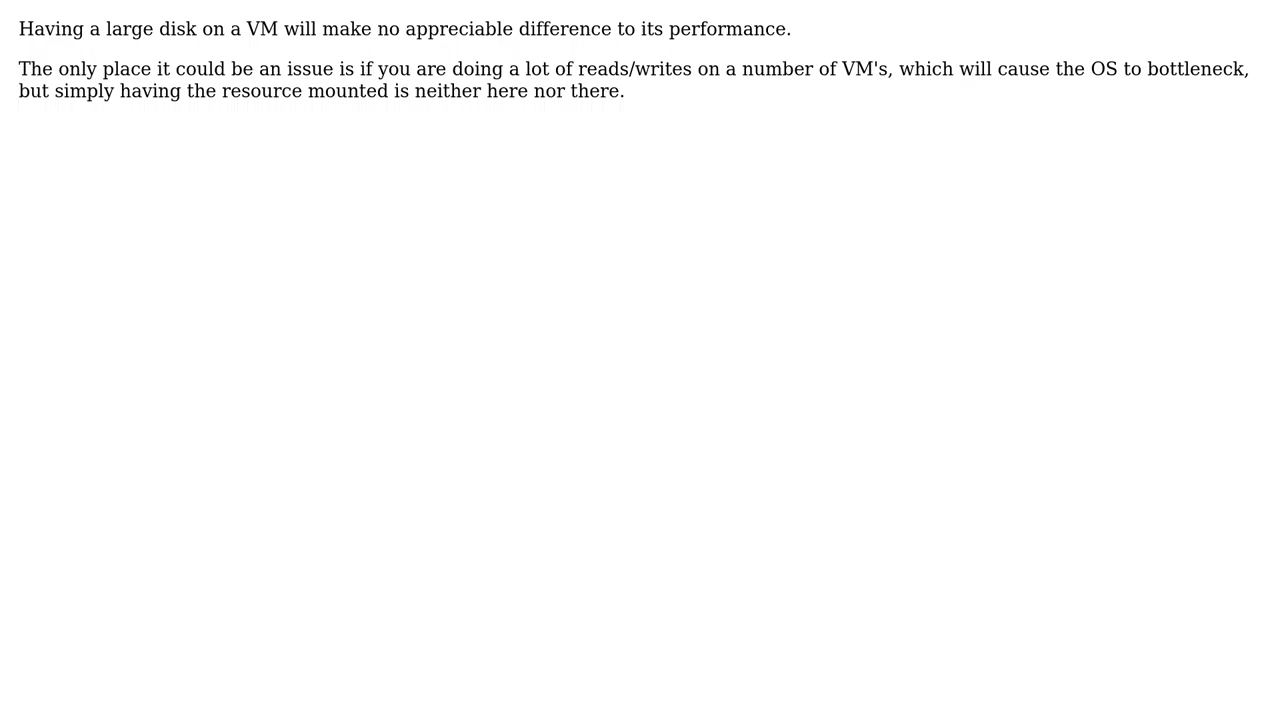 Having a large disk on a VM will make no appreciable difference to its performance.
The only place it could be an issue is if you are doing a lot of reads/writes on a number of VM's, which will cause the OS to bottleneck,
but simply having the resource mounted is neither here nor there.